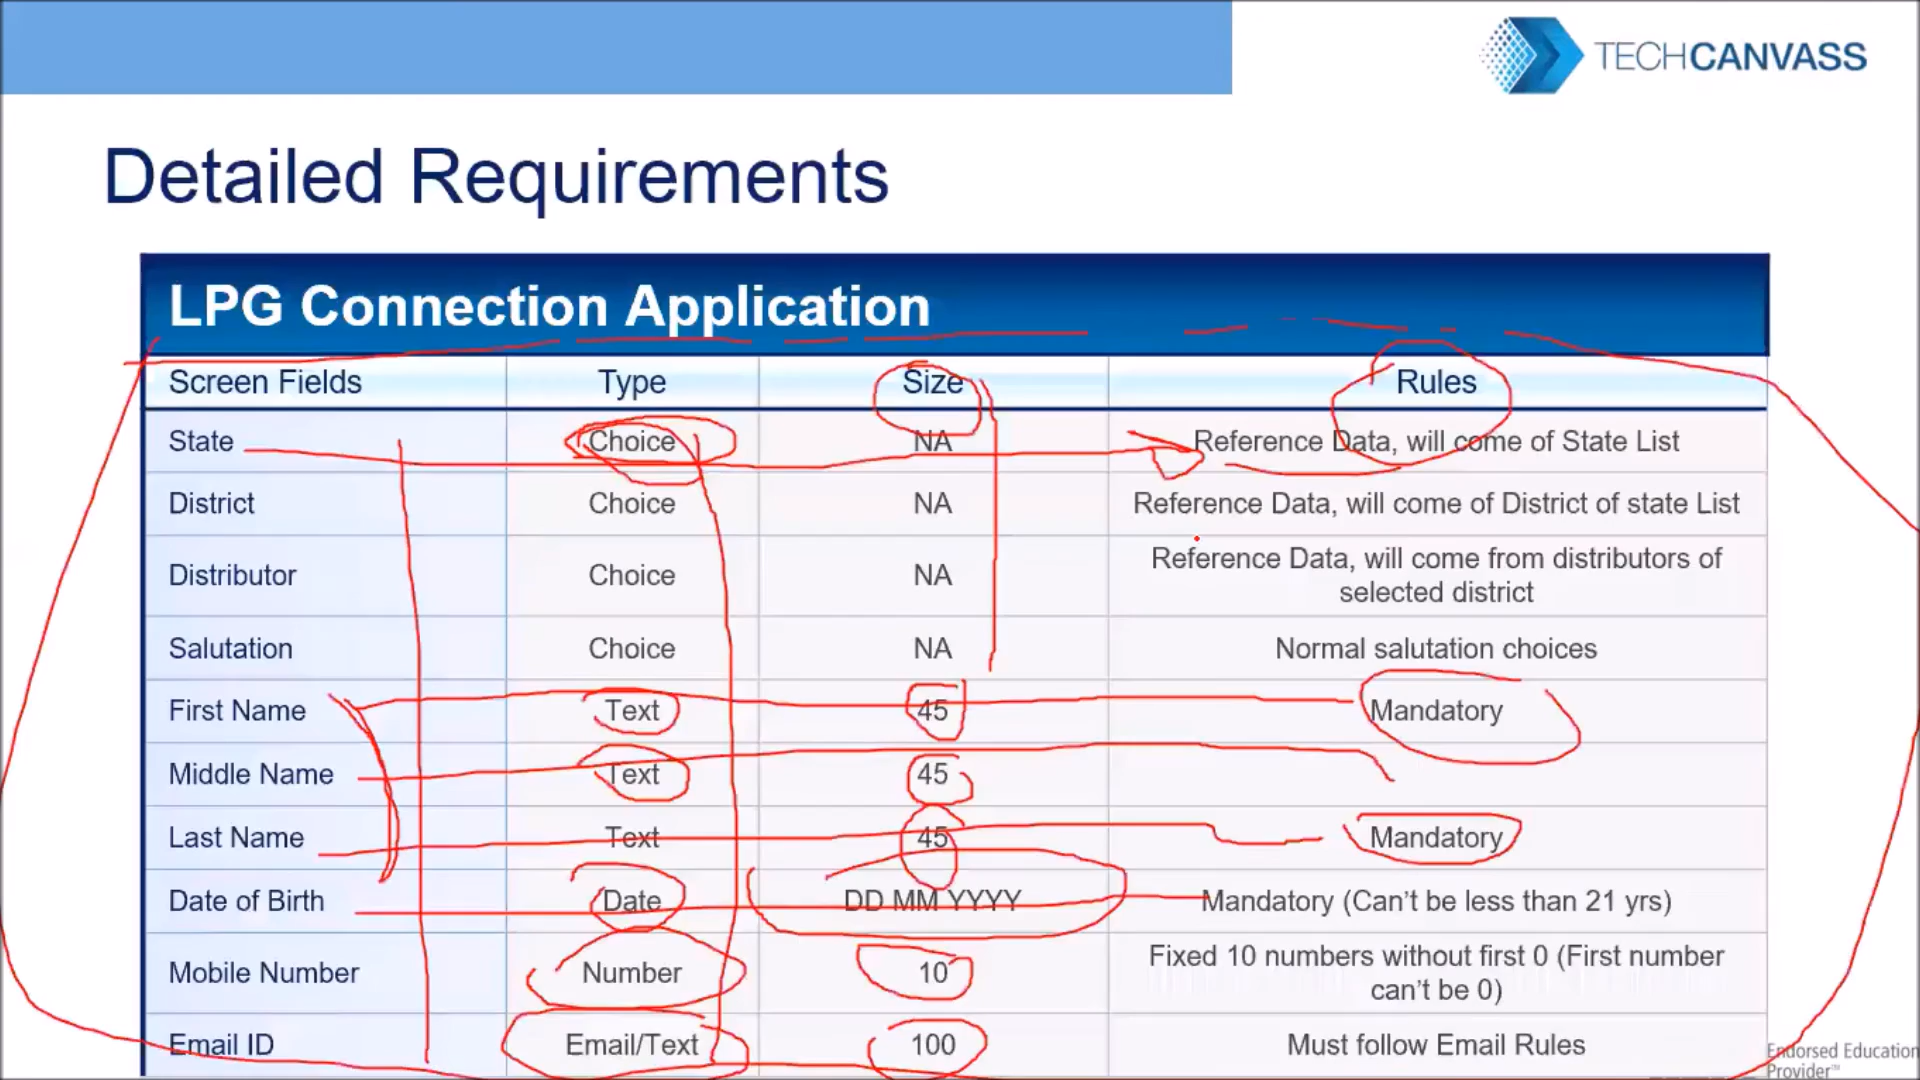 TECHCANVASS
Detailed Requirements
LPG Connection Application
Screen Fields Type Size Rules
State Choice NA Reference Data, will come of State List
District Choice NA Reference Data, will come of District of state List
Distributor Choice NA Reference Data, will come from distributors of
selected district
Salutation Choice NA Normal salutation choices
First Name Text 45 Mandatory
Middle Name Text 45
Last Name Text 45 Mandatory
Date of Birth Date DD MM YYYY Mandatory (Can't be less than 21 yrs)
Mobile Number Number 10 Fixed 10 numbers without first 0 (First number
can't be 0)
Email ID Email/Text 100 Must follow Email Rules
Endorsed Education
Provider™